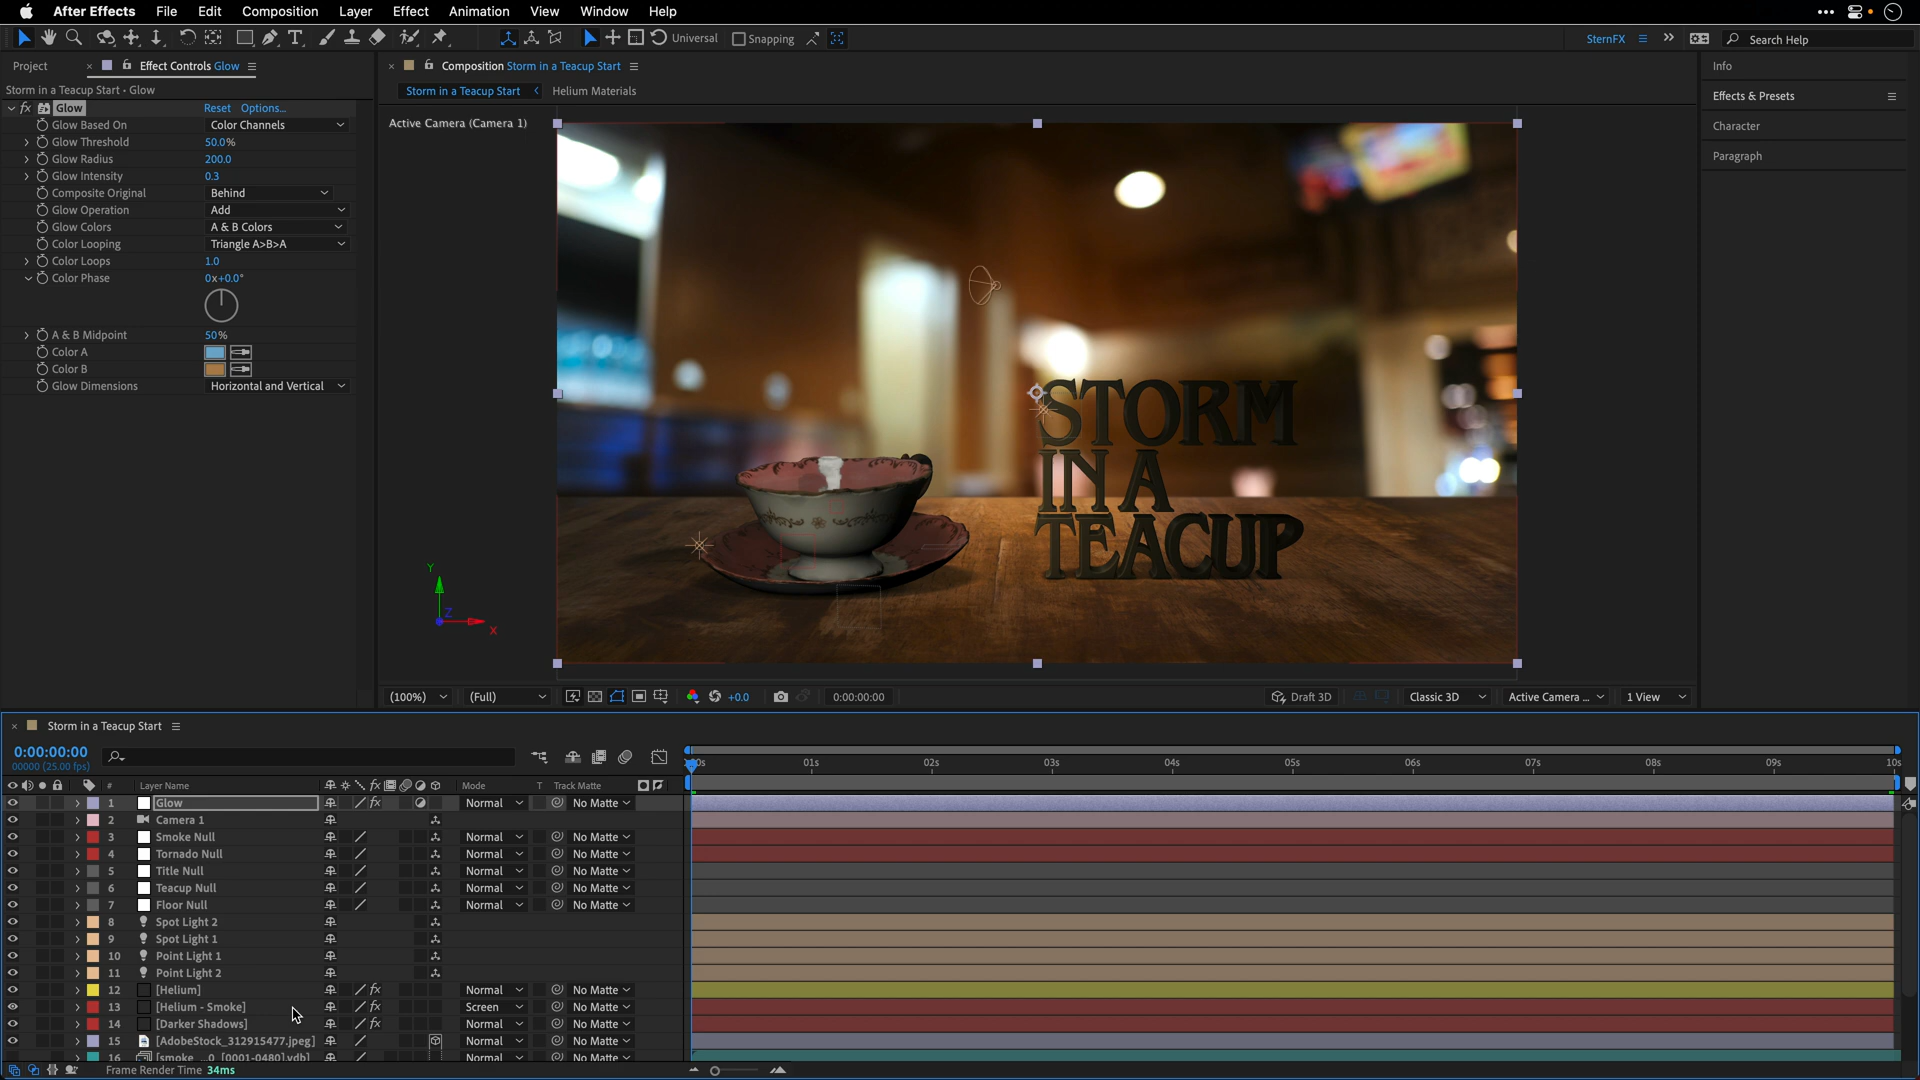 After Effects File Edit Composition Layer Effect Animation View Window Help
Universal Snapping SternFX Search Help
Project Effect Controls Glow
Composition Storm in a Teacup Start
Info
Storm in a Teacup Start • Glow
Storm in a Teacup Start Helium Materials
Effects & Presets
fx Glow Reset Options...
Glow Based On Color Channels
Active Camera (Camera 1)
Character
Glow Threshold 50.0%
Glow Radius 200.0
Paragraph
Glow Intensity 0.3
Composite Original Behind
Glow Operation Add
Glow Colors A & B Colors
Color Looping Triangle A>B>A
Color Loops 1.0
Color Phase 0x+0.0°
A & B Midpoint 50%
Color A
Color B
Glow Dimensions Horizontal and Vertical
STORM
IN A
TEACUP
Y
Z
X
(100%) (Full) +0.0 0:00:00:00 Draft 3D Classic 3D Active Camera ... 1 View
Storm in a Teacup Start
0:00:00:00
00000 (25.00 fps)
:00s 01s 02s 03s 04s 05s 06s 07s 08s 09s 10s
# Layer Name fx Mode T Track Matte
1 Glow fx Normal No Matte
2 Camera 1
3 Smoke Null Normal No Matte
4 Tornado Null Normal No Matte
5 Title Null Normal No Matte
6 Teacup Null Normal No Matte
7 Floor Null Normal No Matte
8 Spot Light 2
9 Spot Light 1
10 Point Light 1
11 Point Light 2
12 [Helium] fx Normal No Matte
13 [Helium - Smoke] fx Screen No Matte
14 [Darker Shadows] fx Normal No Matte
15 [AdobeStock_312915477.jpeg] Normal No Matte
16 [smoke_...0_[0001-0480].vdb] Normal No Matte
Frame Render Time 34ms